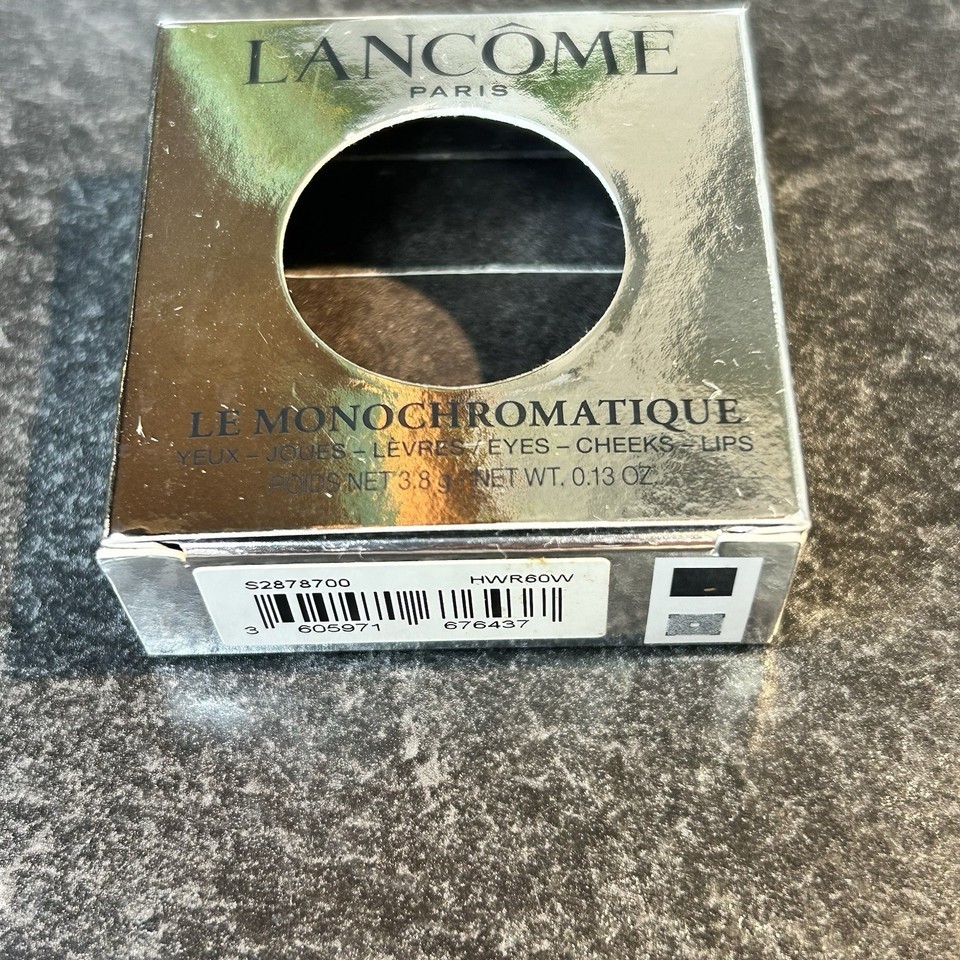 LANCÔME
PARIS
LE MONOCHROMATIQUE
YEUX – JOUES – LÈVRES / EYES – CHEEKS – LIPS
POIDS NET 3.8 g - NET WT. 0.13 OZ.
S2878700 HWR60W
3 605971 676437